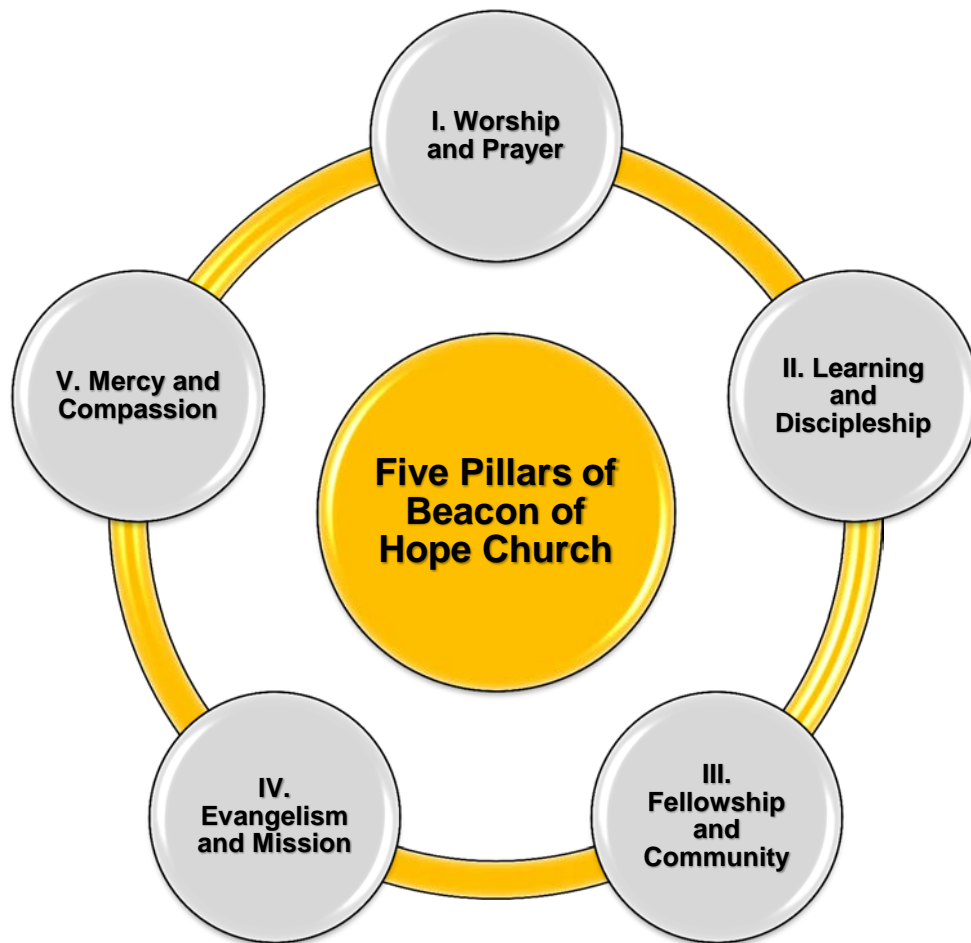 I. Worship
and Prayer
II. Learning
and
Discipleship
III.
Fellowship
and
Community
IV.
Evangelism
and Mission
V. Mercy and
Compassion
Five Pillars of
Beacon of
Hope Church